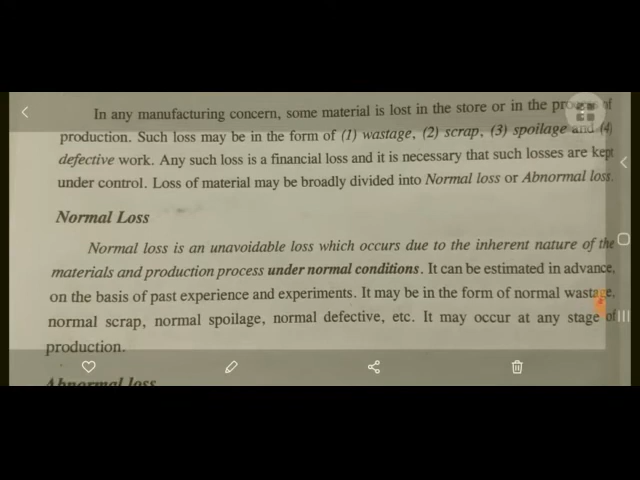 In any manufacturing concern, some material is lost in the store or in the process of
production. Such loss may be in the form of (1) wastage, (2) scrap, (3) spoilage and (4)
defective work. Any such loss is a financial loss and it is necessary that such losses are kept
under control. Loss of material may be broadly divided into Normal loss or Abnormal loss.
Normal Loss
Normal loss is an unavoidable loss which occurs due to the inherent nature of the
materials and production process under normal conditions. It can be estimated in advance,
on the basis of past experience and experiments. It may be in the form of normal wastage,
normal scrap, normal spoilage, normal defective, etc. It may occur at any stage of
production.
Abnormal loss